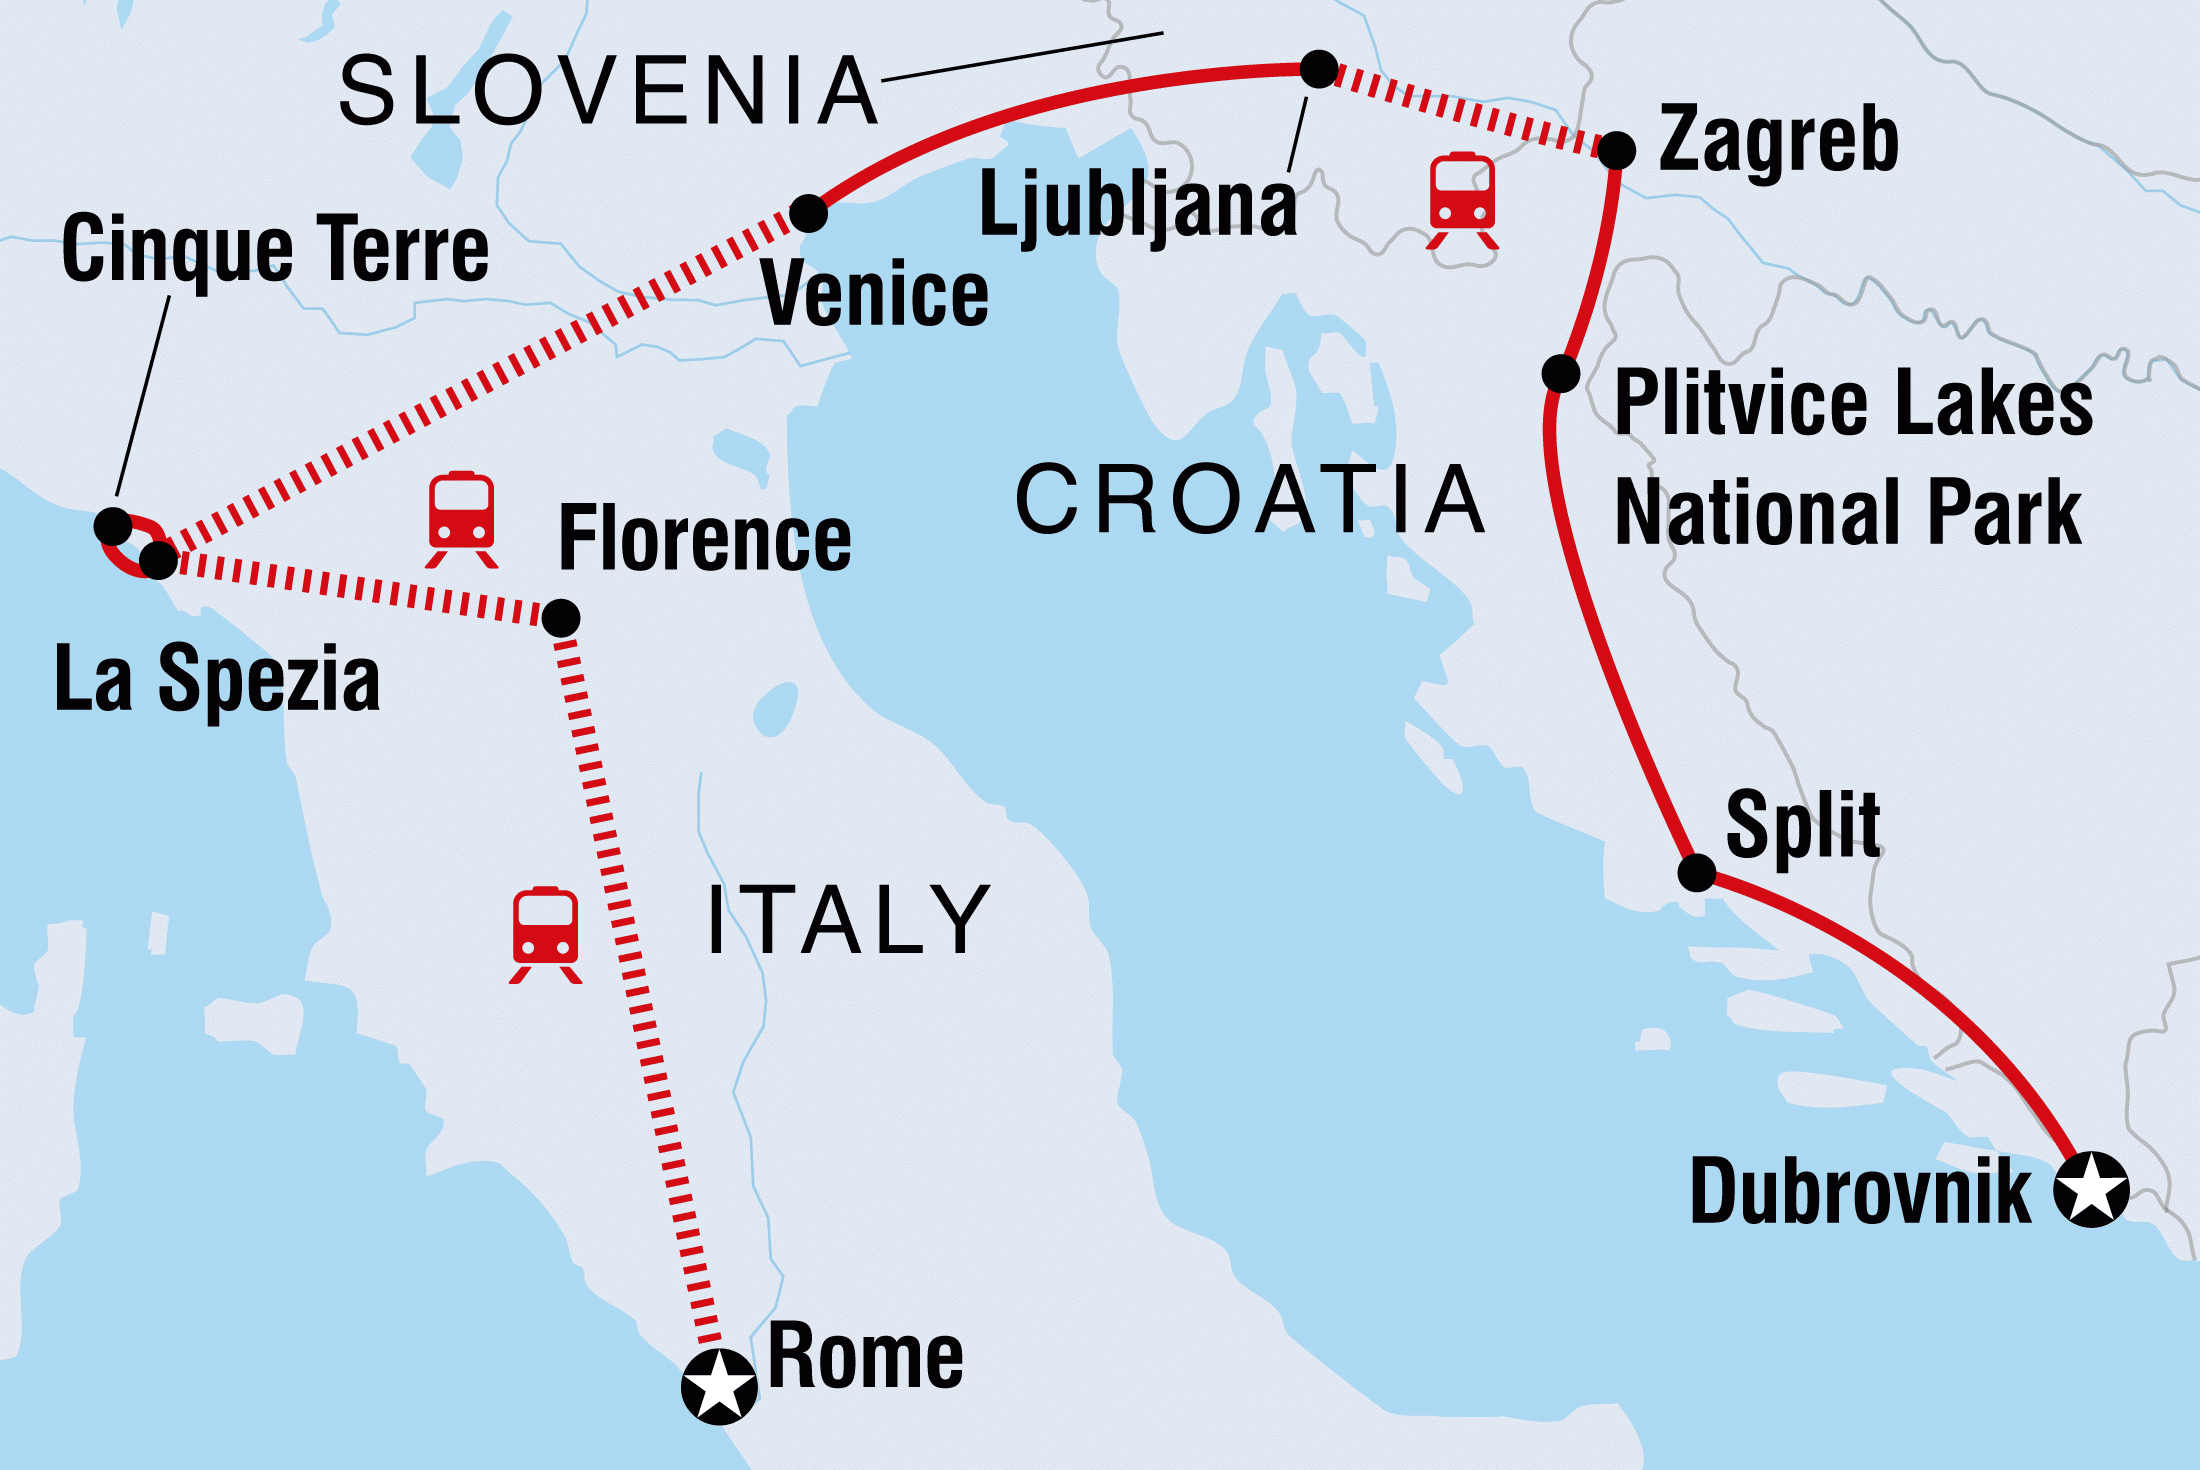 SLOVENIA
Zagreb
Ljubljana
Cinque Terre
Venice
Plitvice Lakes
National Park
CROATIA
Florence
La Spezia
Split
ITALY
Dubrovnik
Rome